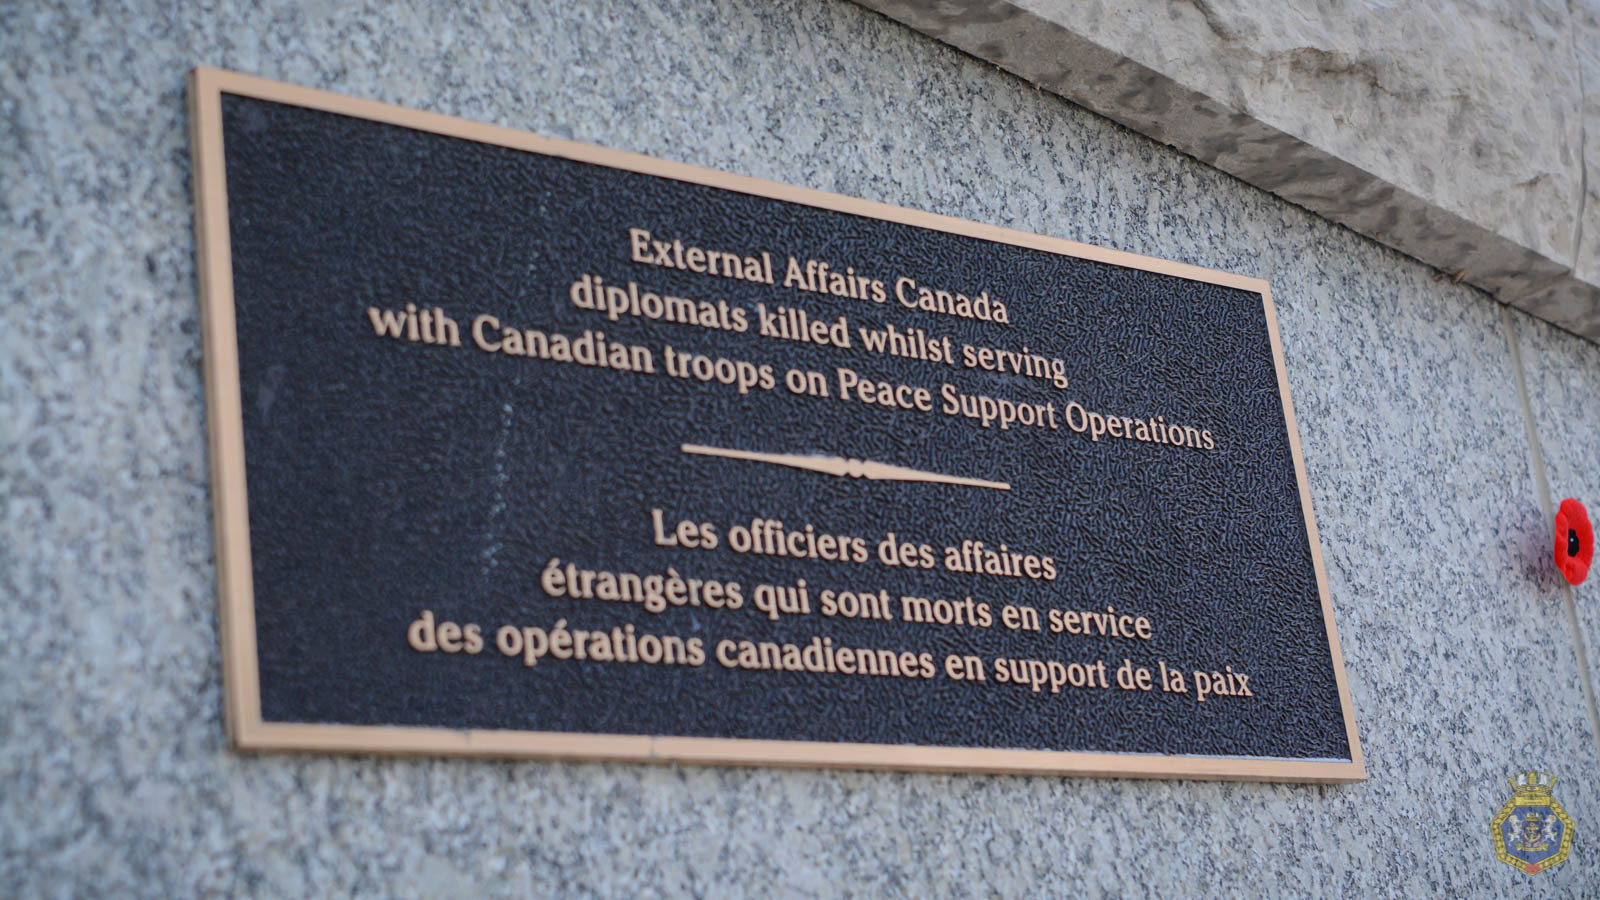 External Affairs Canada
diplomats killed whilst serving
with Canadian troops on Peace Support Operations
Les officiers des affaires
étrangères qui sont morts en service
des opérations canadiennes en support de la paix